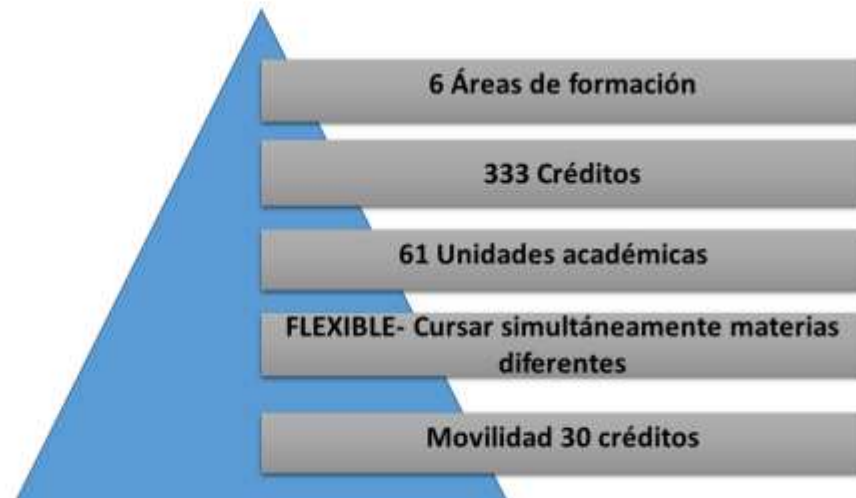 6 Áreas de formación
333 Créditos
61 Unidades académicas
FLEXIBLE- Cursar simultáneamente materias
diferentes
Movilidad 30 créditos